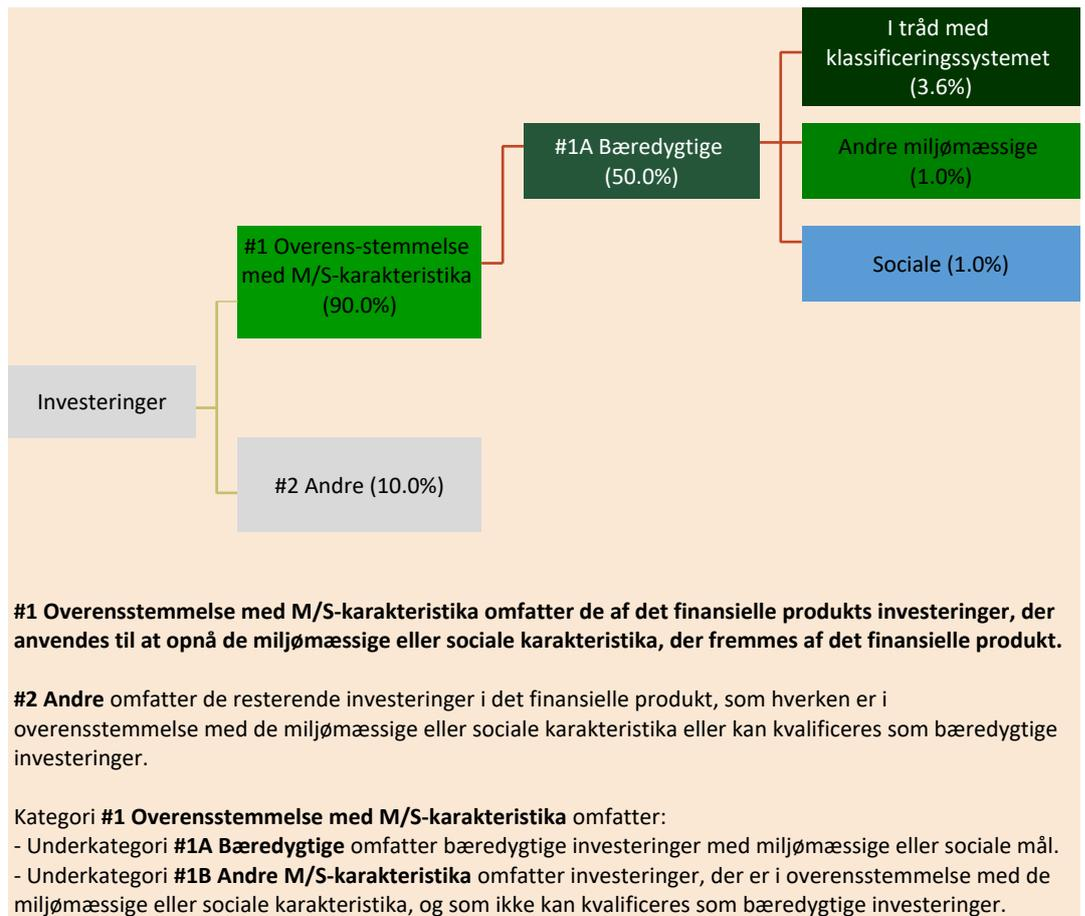 I tråd med
klassificeringssystemet
(3.6%)
#1A Bæredygtige
(50.0%)
Andre miljømæssige
(1.0%)
#1 Overens-stemmelse
med M/S-karakteristika
(90.0%)
Sociale (1.0%)
Investeringer
#2 Andre (10.0%)
#1 Overensstemmelse med M/S-karakteristika omfatter de af det finansielle produkts investeringer, der
anvendes til at opnå de miljømæssige eller sociale karakteristika, der fremmes af det finansielle produkt.
#2 Andre omfatter de resterende investeringer i det finansielle produkt, som hverken er i
overensstemmelse med de miljømæssige eller sociale karakteristika eller kan kvalificeres som bæredygtige
investeringer.
Kategori #1 Overensstemmelse med M/S-karakteristika omfatter:
- Underkategori #1A Bæredygtige omfatter bæredygtige investeringer med miljømæssige eller sociale mål.
- Underkategori #1B Andre M/S-karakteristika omfatter investeringer, der er i overensstemmelse med de
miljømæssige eller sociale karakteristika, og som ikke kan kvalificeres som bæredygtige investeringer.